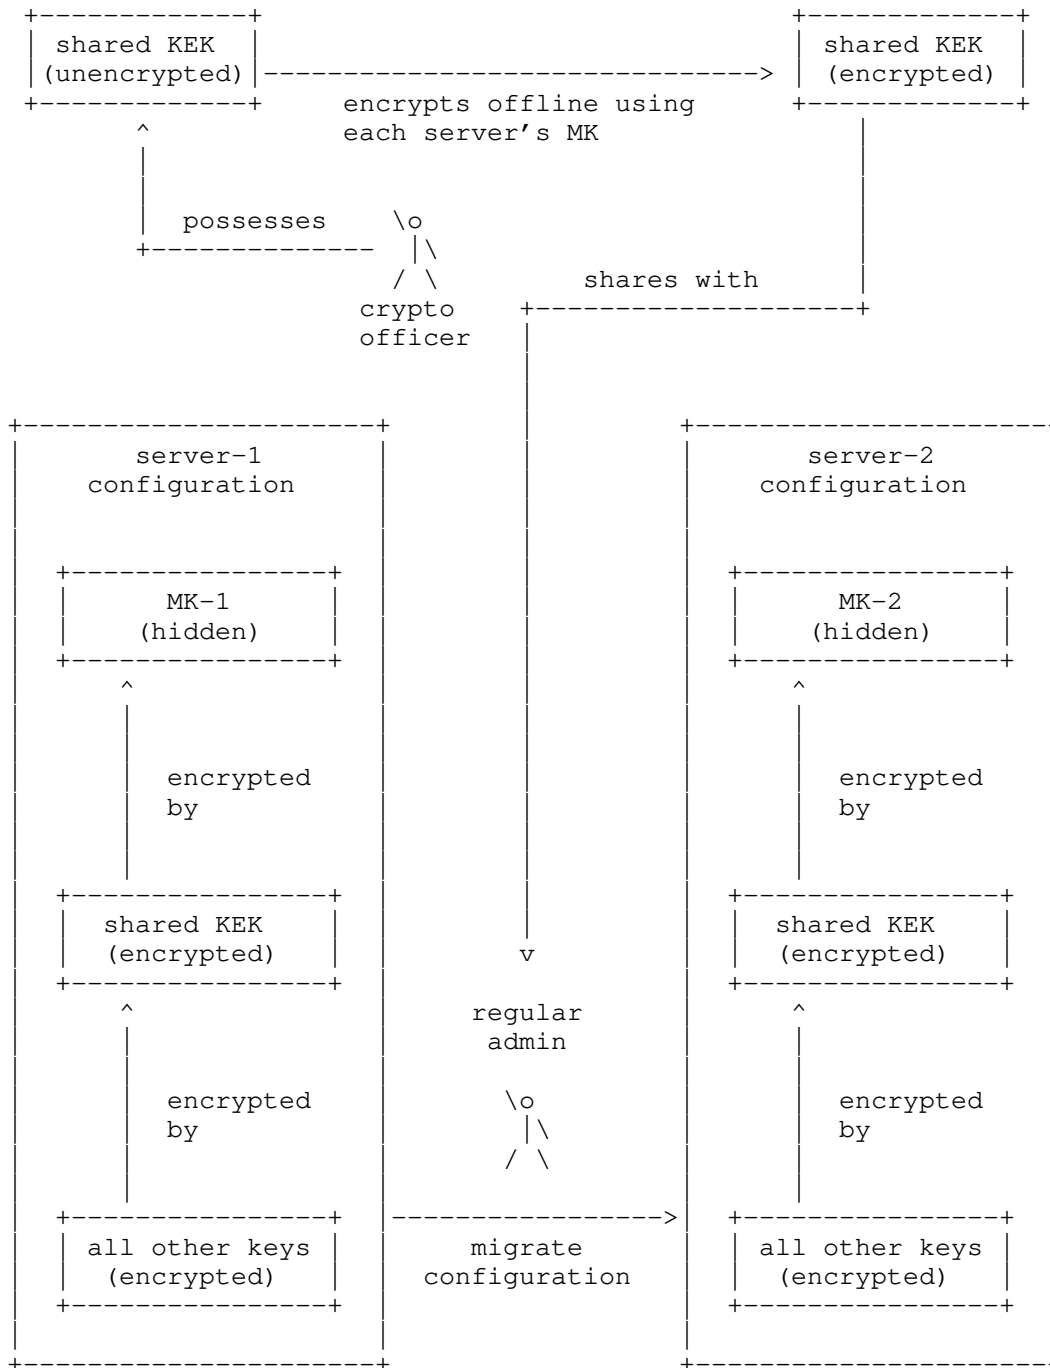 shared KEK
(unencrypted)
shared KEK
(encrypted)
encrypts offline using
each server's MK
possesses
crypto
officer
shares with
server-1
configuration
server-2
configuration
MK-1
(hidden)
MK-2
(hidden)
encrypted
by
encrypted
by
shared KEK
(encrypted)
shared KEK
(encrypted)
regular
admin
encrypted
by
encrypted
by
all other keys
(encrypted)
migrate
configuration
all other keys
(encrypted)